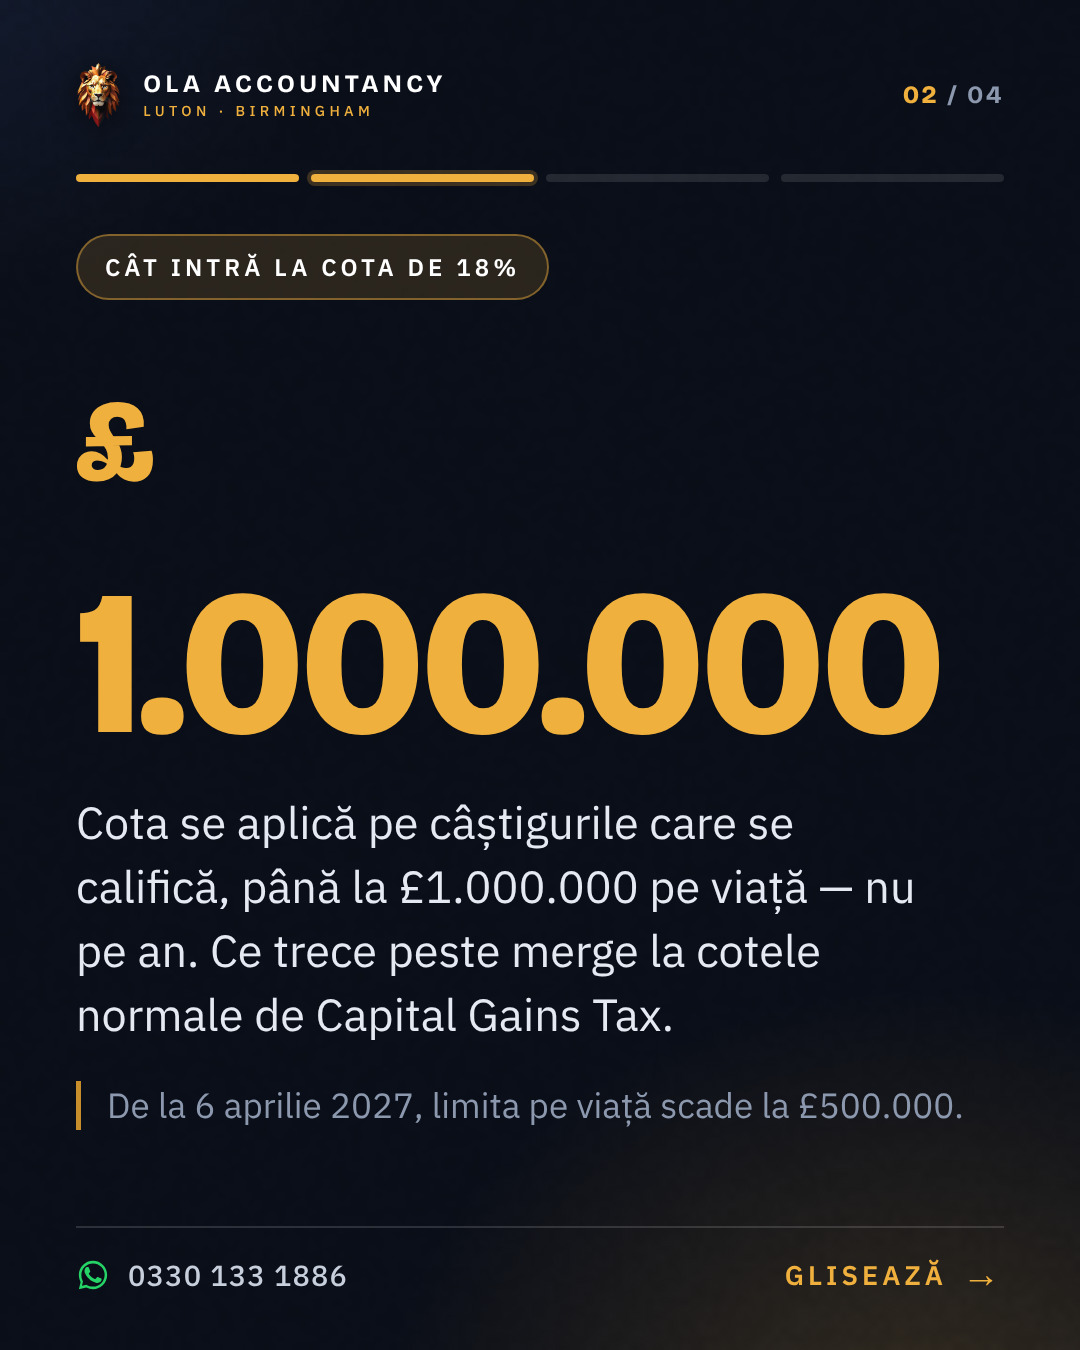 OLA ACCOUNTANCY
LUTON · BIRMINGHAM
02 / 04
CÂT INTRĂ LA COTA DE 18%
£
1.000.000
Cota se aplică pe câștigurile care se
califică, până la £1.000.000 pe viață — nu
pe an. Ce trece peste merge la cotele
normale de Capital Gains Tax.
De la 6 aprilie 2027, limita pe viață scade la £500.000.
0330 133 1886
GLISEAZĂ →